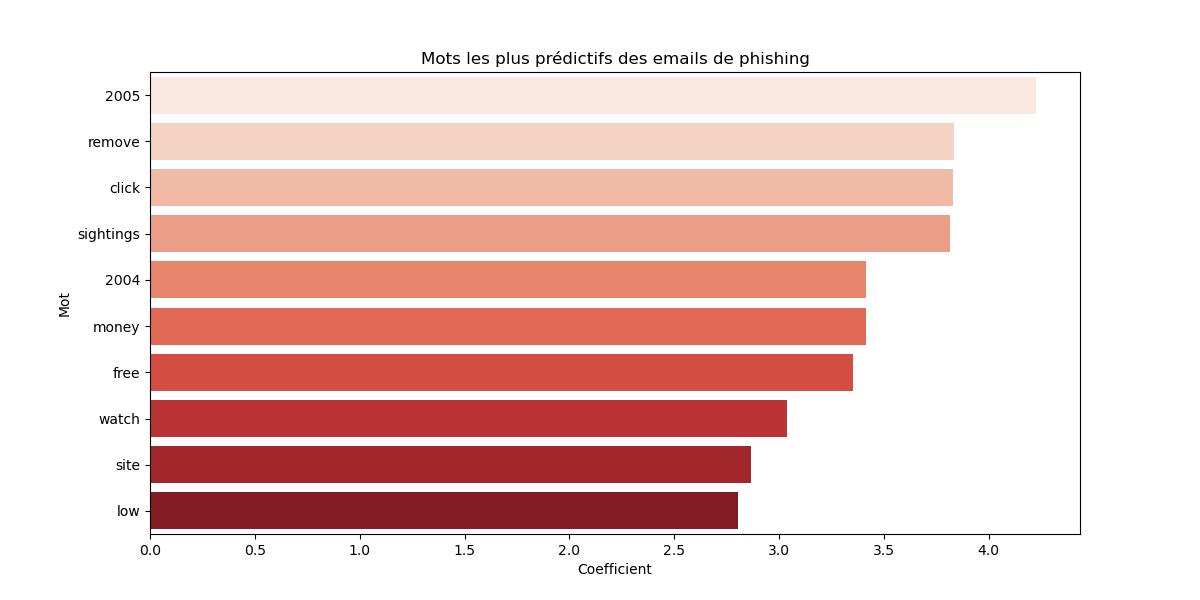 Mots les plus prédictifs des emails de phishing
2005
remove
click
sightings
2004
money
free
watch
site
low
Mot
0.0 0.5 1.0 1.5 2.0 2.5 3.0 3.5 4.0
Coefficient